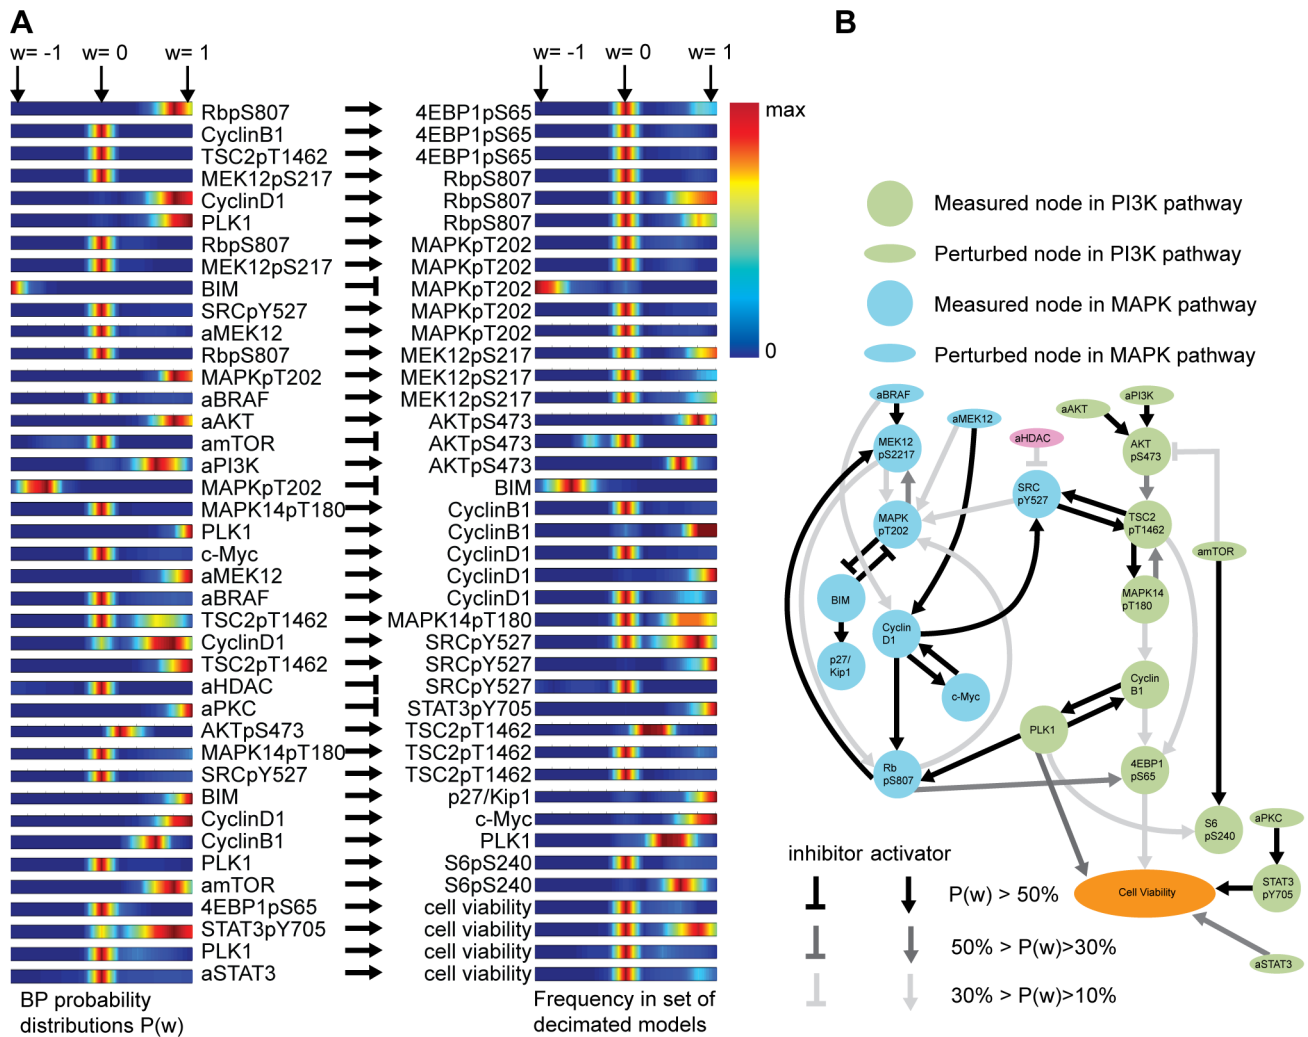 A
w= -1 w= 0 w= 1 w= -1 w= 0 w= 1
RbpS807 4EBP1pS65
CyclinB1 4EBP1pS65
TSC2pT1462 4EBP1pS65
MEK12pS217 RbpS807
CyclinD1 RbpS807
PLK1 RbpS807
RbpS807 MAPKpT202
MEK12pS217 MAPKpT202
BIM MAPKpT202
SRCpY527 MAPKpT202
aMEK12 MAPKpT202
RbpS807 MEK12pS217
MAPKpT202 MEK12pS217
aBRAF MEK12pS217
aAKT AKTpS473
amTOR AKTpS473
aPI3K AKTpS473
MAPKpT202 BIM
MAPK14pT180 CyclinB1
PLK1 CyclinB1
c-Myc CyclinD1
aMEK12 CyclinD1
aBRAF CyclinD1
TSC2pT1462 MAPK14pT180
CyclinD1 SRCpY527
TSC2pT1462 SRCpY527
aHDAC SRCpY527
aPKC STAT3pY705
AKTpS473 TSC2pT1462
MAPK14pT180 TSC2pT1462
SRCpY527 TSC2pT1462
BIM p27/Kip1
CyclinD1 c-Myc
CyclinB1 PLK1
PLK1 S6pS240
amTOR S6pS240
4EBP1pS65 cell viability
STAT3pY705 cell viability
PLK1 cell viability
aSTAT3 cell viability
BP probability
distributions P(w)
Frequency in set of
decimated models
max
0
B
Measured node in PI3K pathway
Perturbed node in PI3K pathway
Measured node in MAPK pathway
Perturbed node in MAPK pathway
aBRAF
aMEK12
aHDAC
aAKT
aPI3K
MEK12
pS2217
AKT
pS473
SRC
pY527
MAPK
pT202
TSC2
pT1462
amTOR
BIM
MAPK14
pT180
Cyclin
D1
p27/
Kip1
c-Myc
Cyclin
B1
PLK1
Rb
pS807
4EBP1
pS65
S6
pS240
aPKC
STAT3
pY705
Cell Viability
aSTAT3
inhibitor activator
P(w) > 50%
50% > P(w)>30%
30% > P(w)>10%